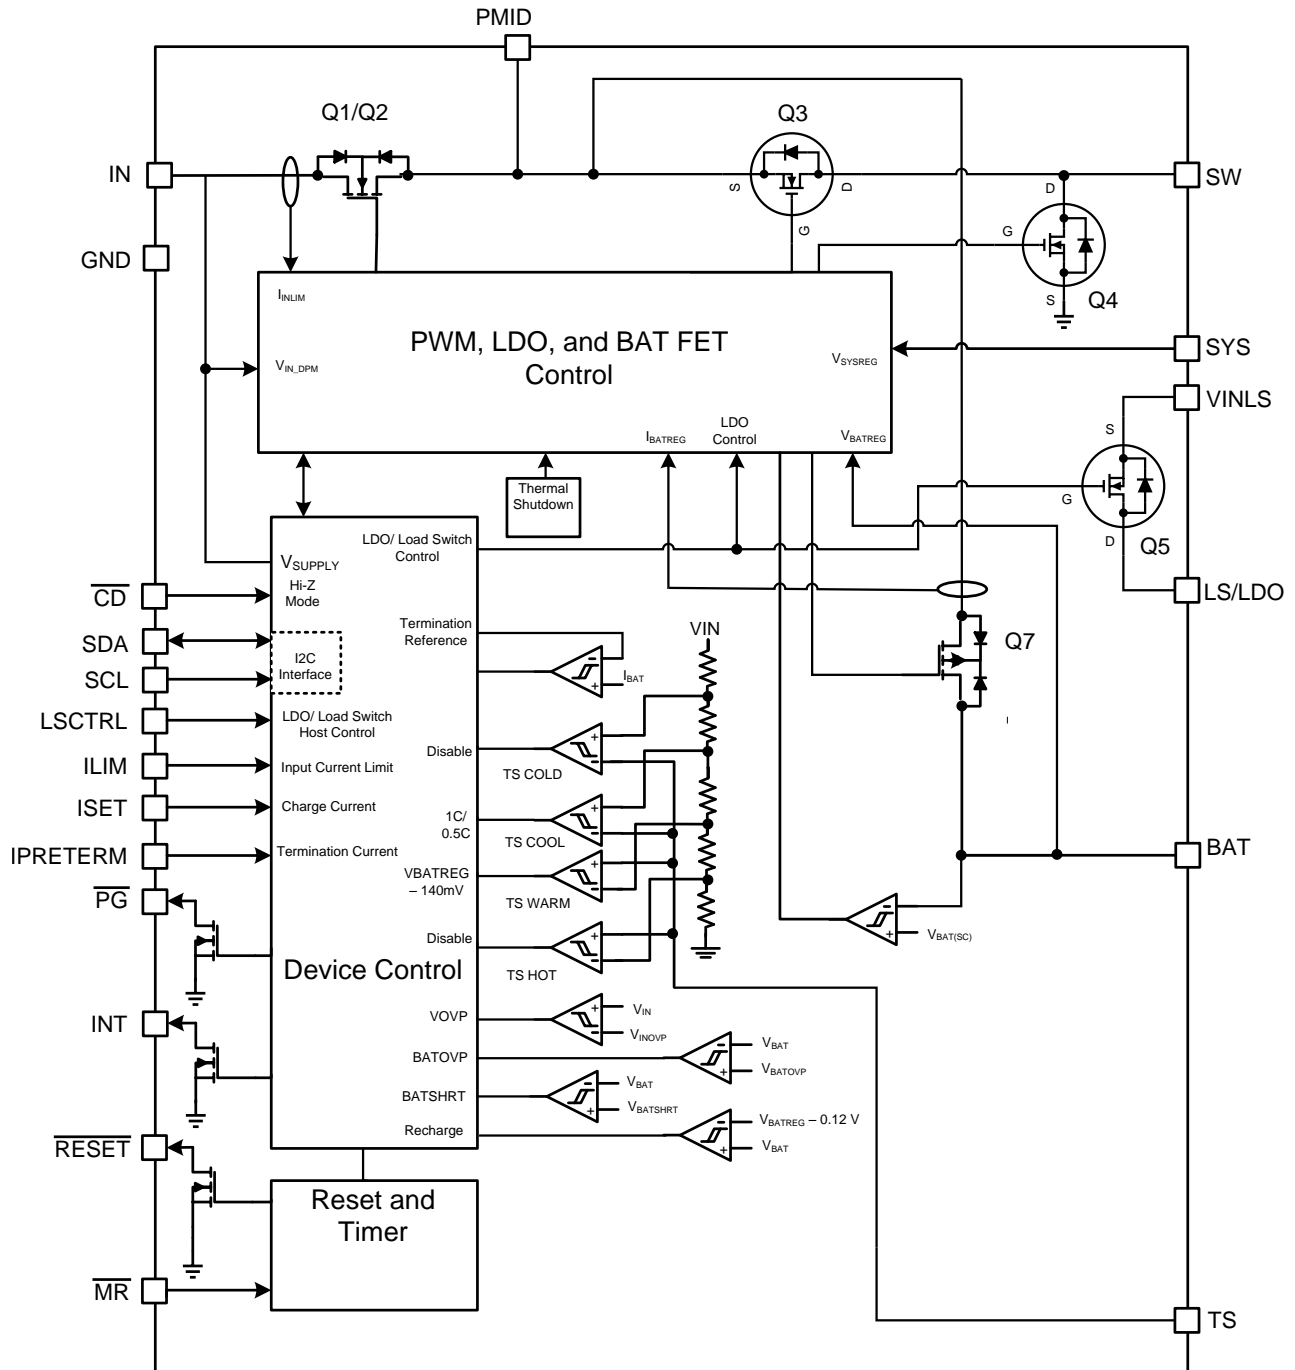 PMID
Q1/Q2
Q3
IN
S
D
SW
G
D
G
S
Q4
GND
I_INLIM
PWM, LDO, and BAT FET
Control
V_IN_DPM
V_SYSREG
SYS
VINLS
I_BATREG
LDO
Control
V_BATREG
S
G
D
Q5
Thermal
Shutdown
LDO/ Load Switch
Control
V_SUPPLY
Hi-Z
Mode
C̅D̅
LS/LDO
SDA
I2C
Interface
SCL
Termination
Reference
VIN
Q7
-
+
I_BAT
LSCTRL
LDO/ Load Switch
Host Control
Disable
+
-
TS COLD
ILIM
Input Current Limit
ISET
Charge Current
1C/
0.5C
+
-
TS COOL
IPRETERM
Termination Current
VBATREG
– 140mV
+
-
TS WARM
BAT
P̅G̅
-
+
V_BAT(SC)
Disable
+
-
TS HOT
Device Control
INT
VOVP
+
-
V_IN
V_INOVP
BATOVP
-
+
V_BAT
V_BATOVP
BATSHRT
-
+
V_BAT
V_BATSHRT
Recharge
-
+
V_BATREG – 0.12 V
V_BAT
R̅E̅S̅E̅T̅
Reset and
Timer
M̅R̅
TS